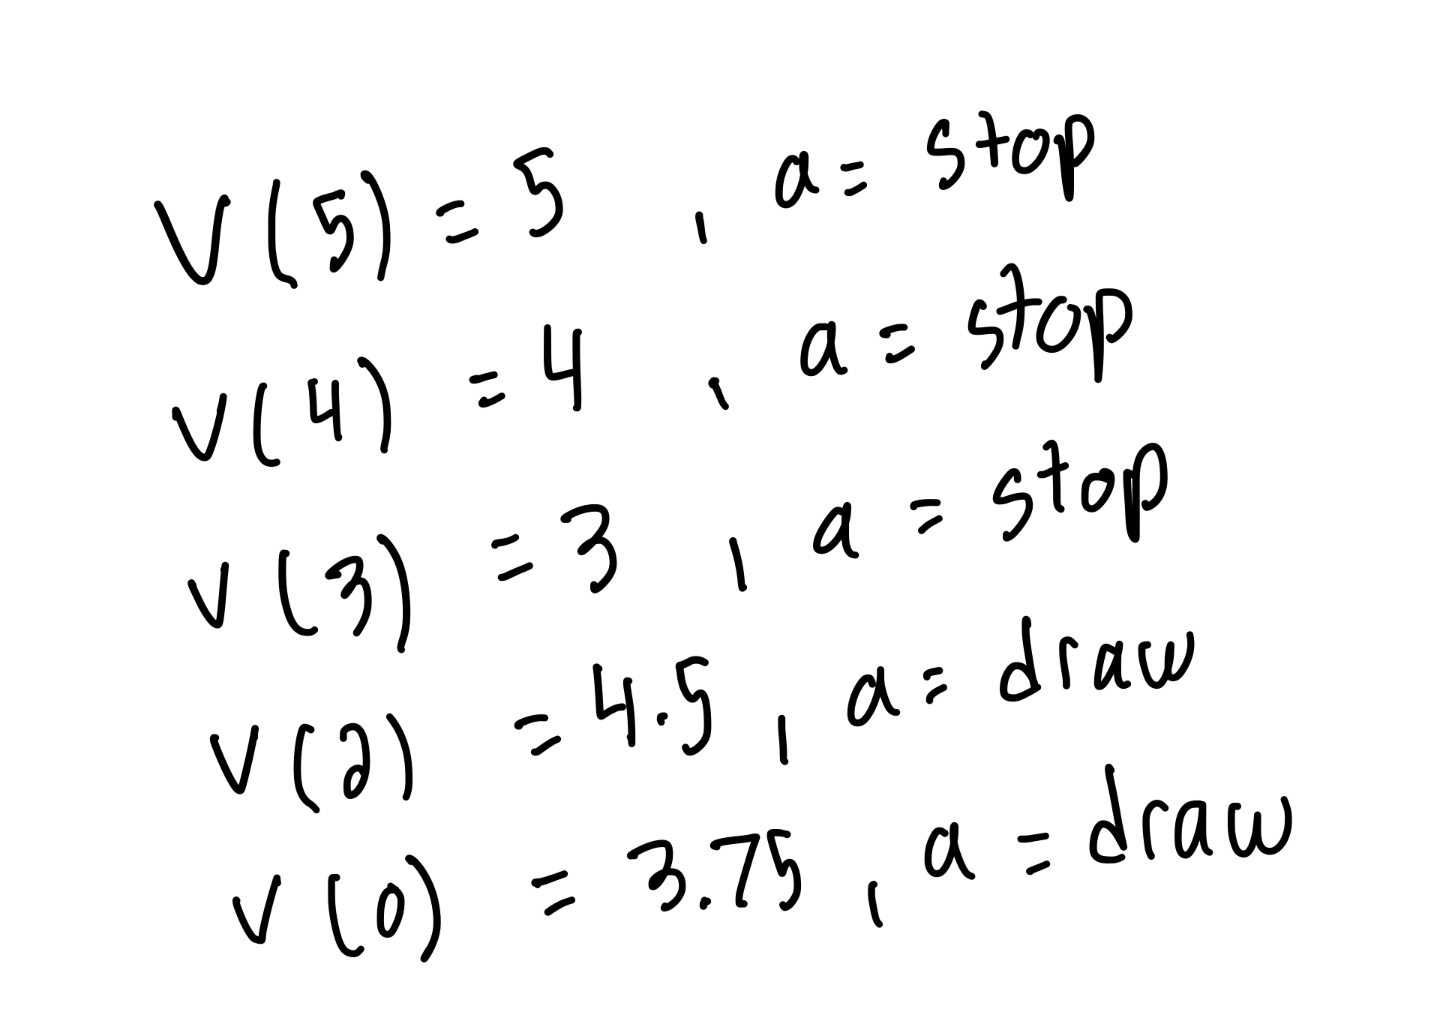 V(5) = 5 , a = stop
V(4) = 4 , a = stop
V(3) = 3 , a = stop
V(2) = 4.5 , a = draw
V(0) = 3.75 , a = draw